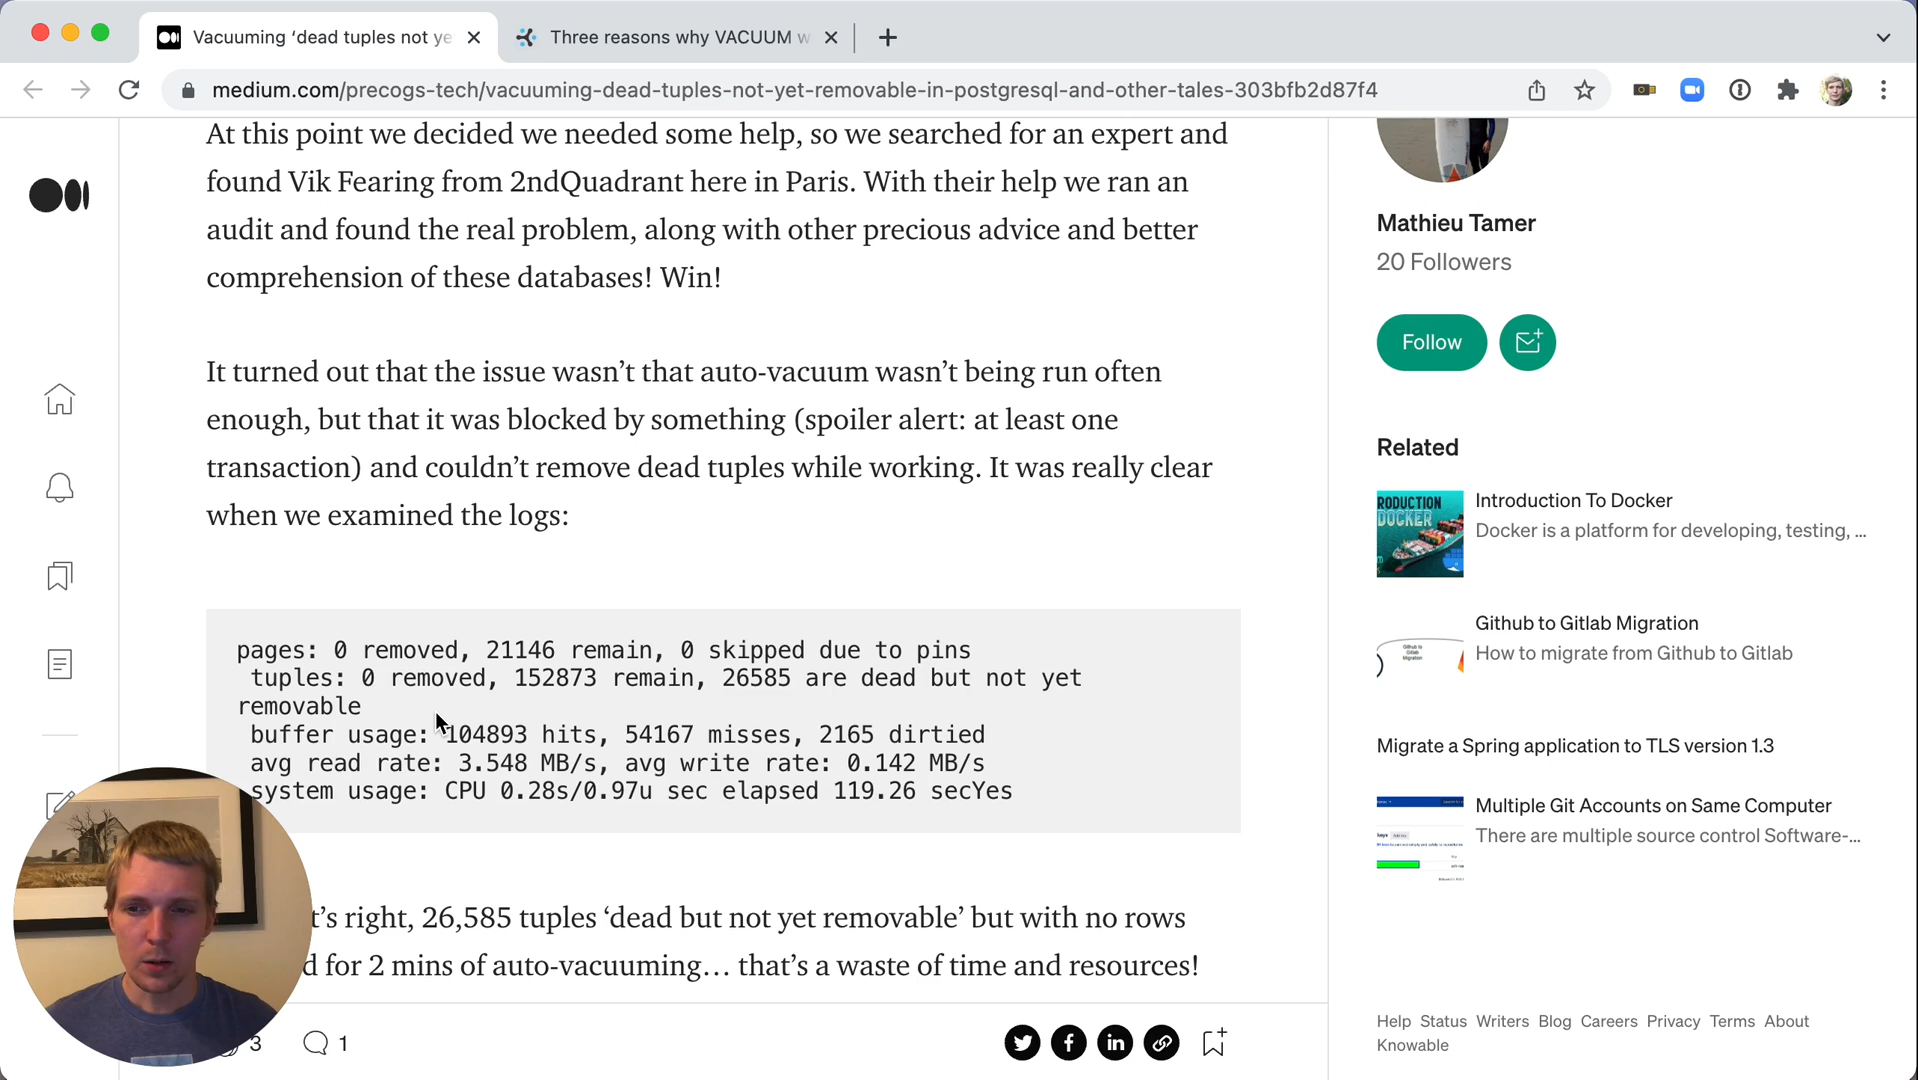 Vacuuming ‘dead tuples not ye
Three reasons why VACUUM w
medium.com/precogs-tech/vacuuming-dead-tuples-not-yet-removable-in-postgresql-and-other-tales-303bfb2d87f4
At this point we decided we needed some help, so we searched for an expert and
found Vik Fearing from 2ndQuadrant here in Paris. With their help we ran an
audit and found the real problem, along with other precious advice and better
comprehension of these databases! Win!
It turned out that the issue wasn’t that auto-vacuum wasn’t being run often
enough, but that it was blocked by something (spoiler alert: at least one
transaction) and couldn’t remove dead tuples while working. It was really clear
when we examined the logs:
pages: 0 removed, 21146 remain, 0 skipped due to pins
tuples: 0 removed, 152873 remain, 26585 are dead but not yet
removable
buffer usage: 104893 hits, 54167 misses, 2165 dirtied
avg read rate: 3.548 MB/s, avg write rate: 0.142 MB/s
system usage: CPU 0.28s/0.97u sec elapsed 119.26 secYes
t’s right, 26,585 tuples ‘dead but not yet removable’ but with no rows
d for 2 mins of auto-vacuuming… that’s a waste of time and resources!
3
1
Mathieu Tamer
20 Followers
Follow
Related
RODUCTION
DOCKER
Introduction To Docker
Docker is a platform for developing, testing, ...
Github to Gitlab Migration
How to migrate from Github to Gitlab
Github to
Gitlab
Migration
Migrate a Spring application to TLS version 1.3
Multiple Git Accounts on Same Computer
There are multiple source control Software-...
Help Status Writers Blog Careers Privacy Terms About
Knowable